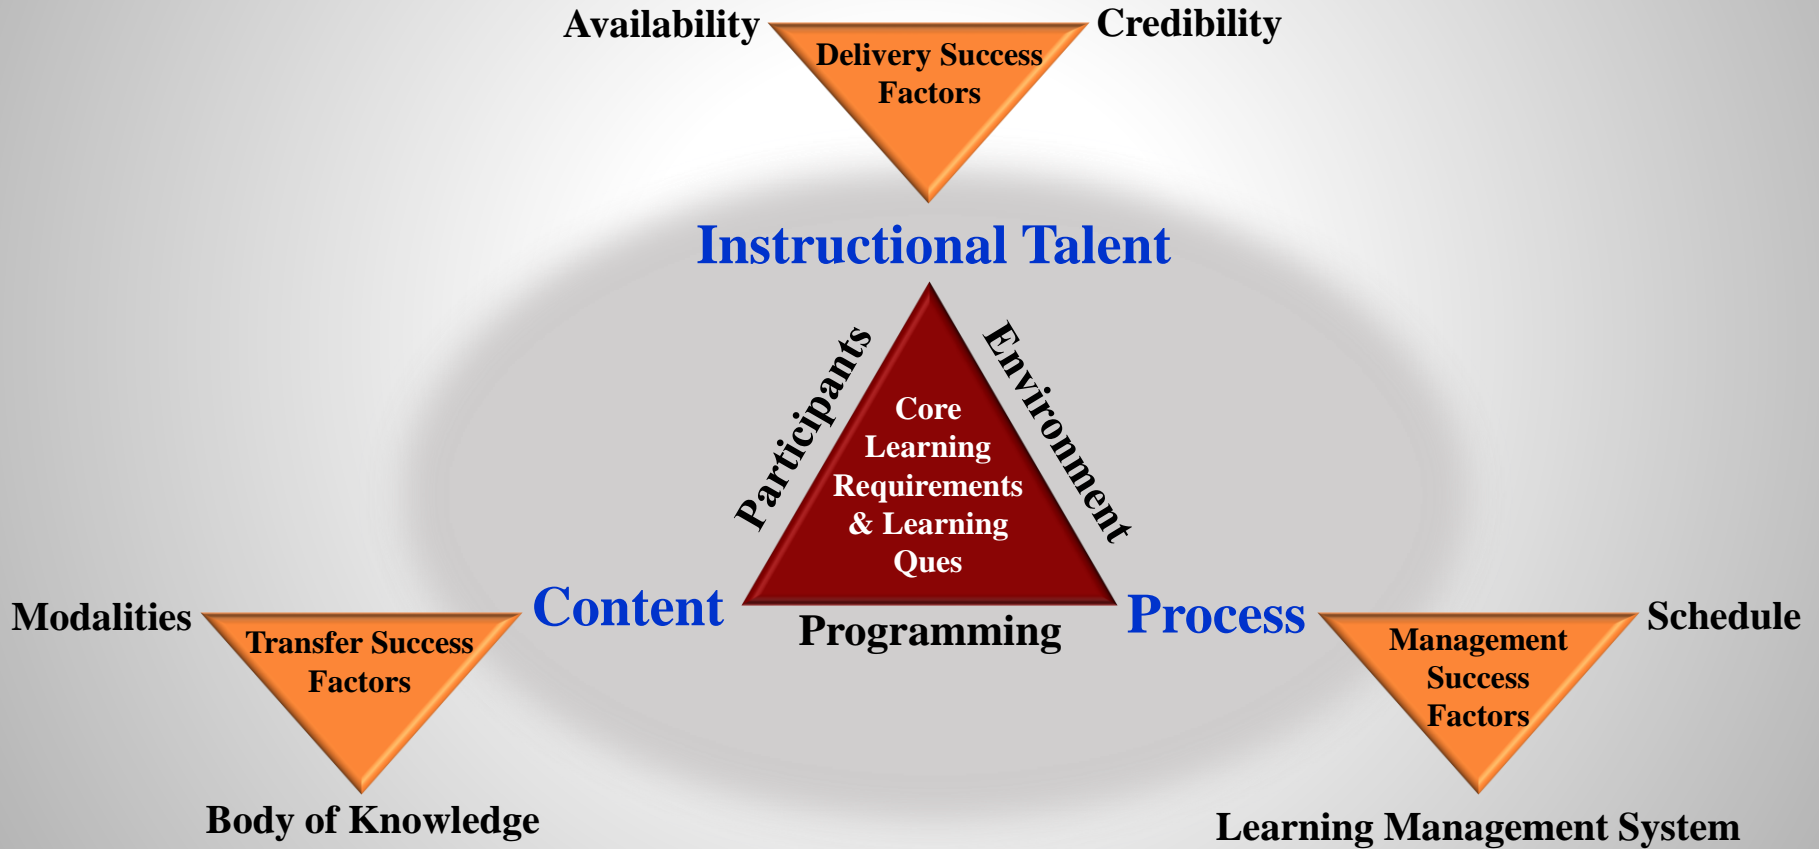 Availability
Credibility
Delivery Success
Factors
Instructional Talent
Participants
Environment
Core
Learning
Requirements
& Learning
Ques
Content
Process
Programming
Modalities
Transfer Success
Factors
Body of Knowledge
Schedule
Management
Success
Factors
Learning Management System